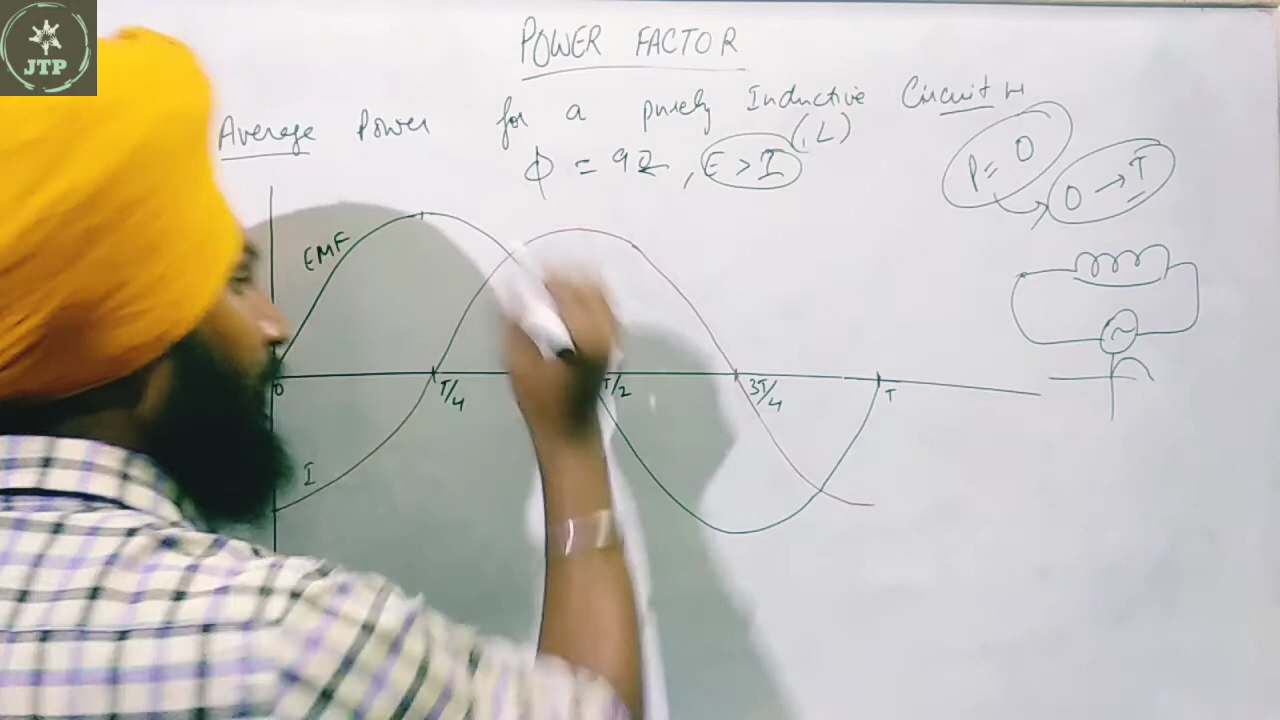 JTP
POWER FACTOR
Average Power for a purely Inductive Circuit
(L)
ϕ = 90, E > I
P = 0
0 → T
EMF
0
T/4
T/2
3T/4
T
I
~